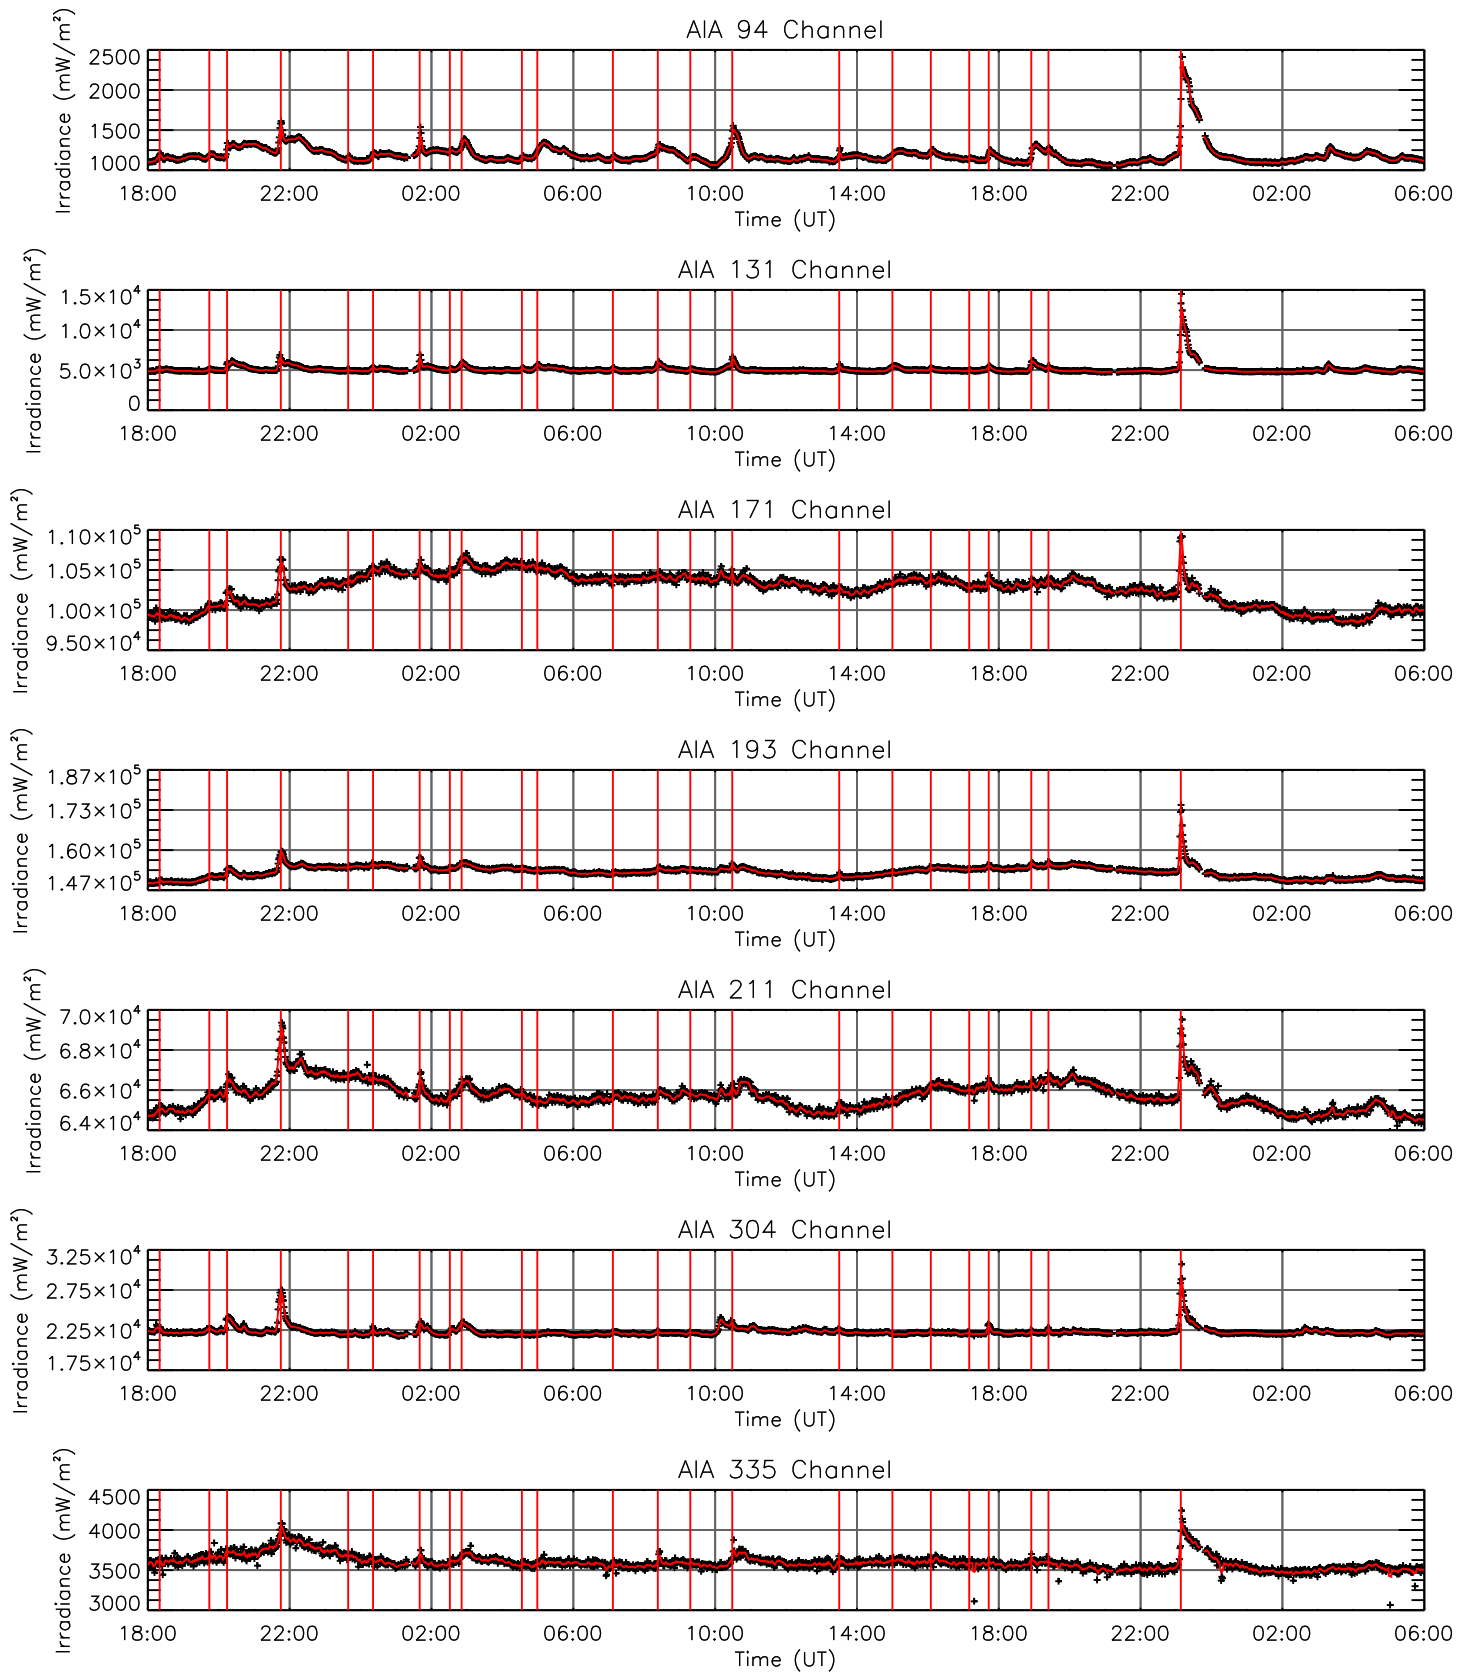 AIA 94 Channel
Irradiance (mW/m²)
2500
2000
1500
1000
18:00 22:00 02:00 06:00 10:00 14:00 18:00 22:00 02:00 06:00
Time (UT)
AIA 131 Channel
Irradiance (mW/m²)
1.5×10⁴
1.0×10⁴
5.0×10³
0
18:00 22:00 02:00 06:00 10:00 14:00 18:00 22:00 02:00 06:00
Time (UT)
AIA 171 Channel
Irradiance (mW/m²)
1.10×10⁵
1.05×10⁵
1.00×10⁵
9.50×10⁴
18:00 22:00 02:00 06:00 10:00 14:00 18:00 22:00 02:00 06:00
Time (UT)
AIA 193 Channel
Irradiance (mW/m²)
1.87×10⁵
1.73×10⁵
1.60×10⁵
1.47×10⁵
18:00 22:00 02:00 06:00 10:00 14:00 18:00 22:00 02:00 06:00
Time (UT)
AIA 211 Channel
Irradiance (mW/m²)
7.0×10⁴
6.8×10⁴
6.6×10⁴
6.4×10⁴
18:00 22:00 02:00 06:00 10:00 14:00 18:00 22:00 02:00 06:00
Time (UT)
AIA 304 Channel
Irradiance (mW/m²)
3.25×10⁴
2.75×10⁴
2.25×10⁴
1.75×10⁴
18:00 22:00 02:00 06:00 10:00 14:00 18:00 22:00 02:00 06:00
Time (UT)
AIA 335 Channel
Irradiance (mW/m²)
4500
4000
3500
3000
18:00 22:00 02:00 06:00 10:00 14:00 18:00 22:00 02:00 06:00
Time (UT)